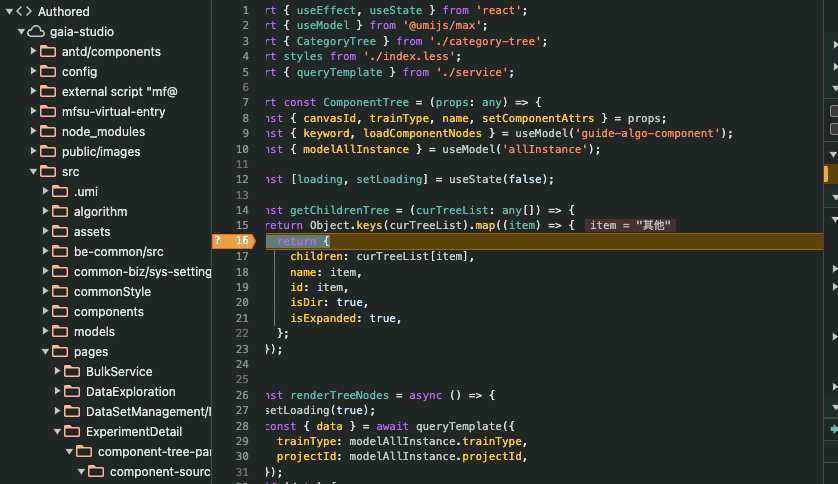 Authored
gaia-studio
antd/components
config
external script "mf@
mfsu-virtual-entry
node_modules
public/images
src
.umi
algorithm
assets
be-common/src
common-biz/sys-setting
commonStyle
components
models
pages
BulkService
DataExploration
DataSetManagement/
ExperimentDetail
component-tree-pa
component-sourc
1 rt { useEffect, useState } from 'react';
2 rt { useModel } from '@umijs/max';
3 rt { CategoryTree } from './category-tree';
4 rt styles from './index.less';
5 rt { queryTemplate } from './service';
6
7 rt const ComponentTree = (props: any) => {
8 nst { canvasId, trainType, name, setComponentAttrs } = props;
9 nst { keyword, loadComponentNodes } = useModel('guide-algo-component');
10 nst { modelAllInstance } = useModel('allInstance');
11
12 nst [loading, setLoading] = useState(false);
13
14 nst getChildrenTree = (curTreeList: any[]) => {
15 return Object.keys(curTreeList).map((item) => { item = "其他"
? 16 return {
17 children: curTreeList[item],
18 name: item,
19 id: item,
20 isDir: true,
21 isExpanded: true,
22 };
23 });
24
25
26 nst renderTreeNodes = async () => {
27 setLoading(true);
28 const { data } = await queryTemplate({
29 trainType: modelAllInstance.trainType,
30 projectId: modelAllInstance.projectId,
31 });